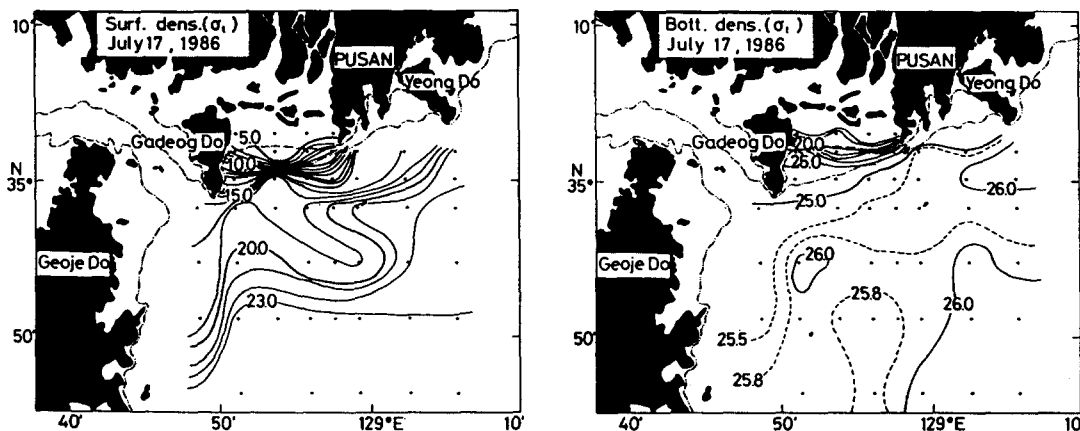 10'
Surf. dens.(σt)
July 17, 1986
PUSAN
Yeong Do
Gadeog Do
5.0
10.0
15.0
N
35°
Geoje Do
20.0
23.0
50'
40'
50'
129°E
10'
10'
Bott. dens.(σt)
July 17, 1986
PUSAN
Yeong Do
Gadeog Do
20.0
25.0
N
35°
25.0
26.0
Geoje Do
26.0
25.8
26.0
50'
25.5
25.8
40'
50'
129°E
10'